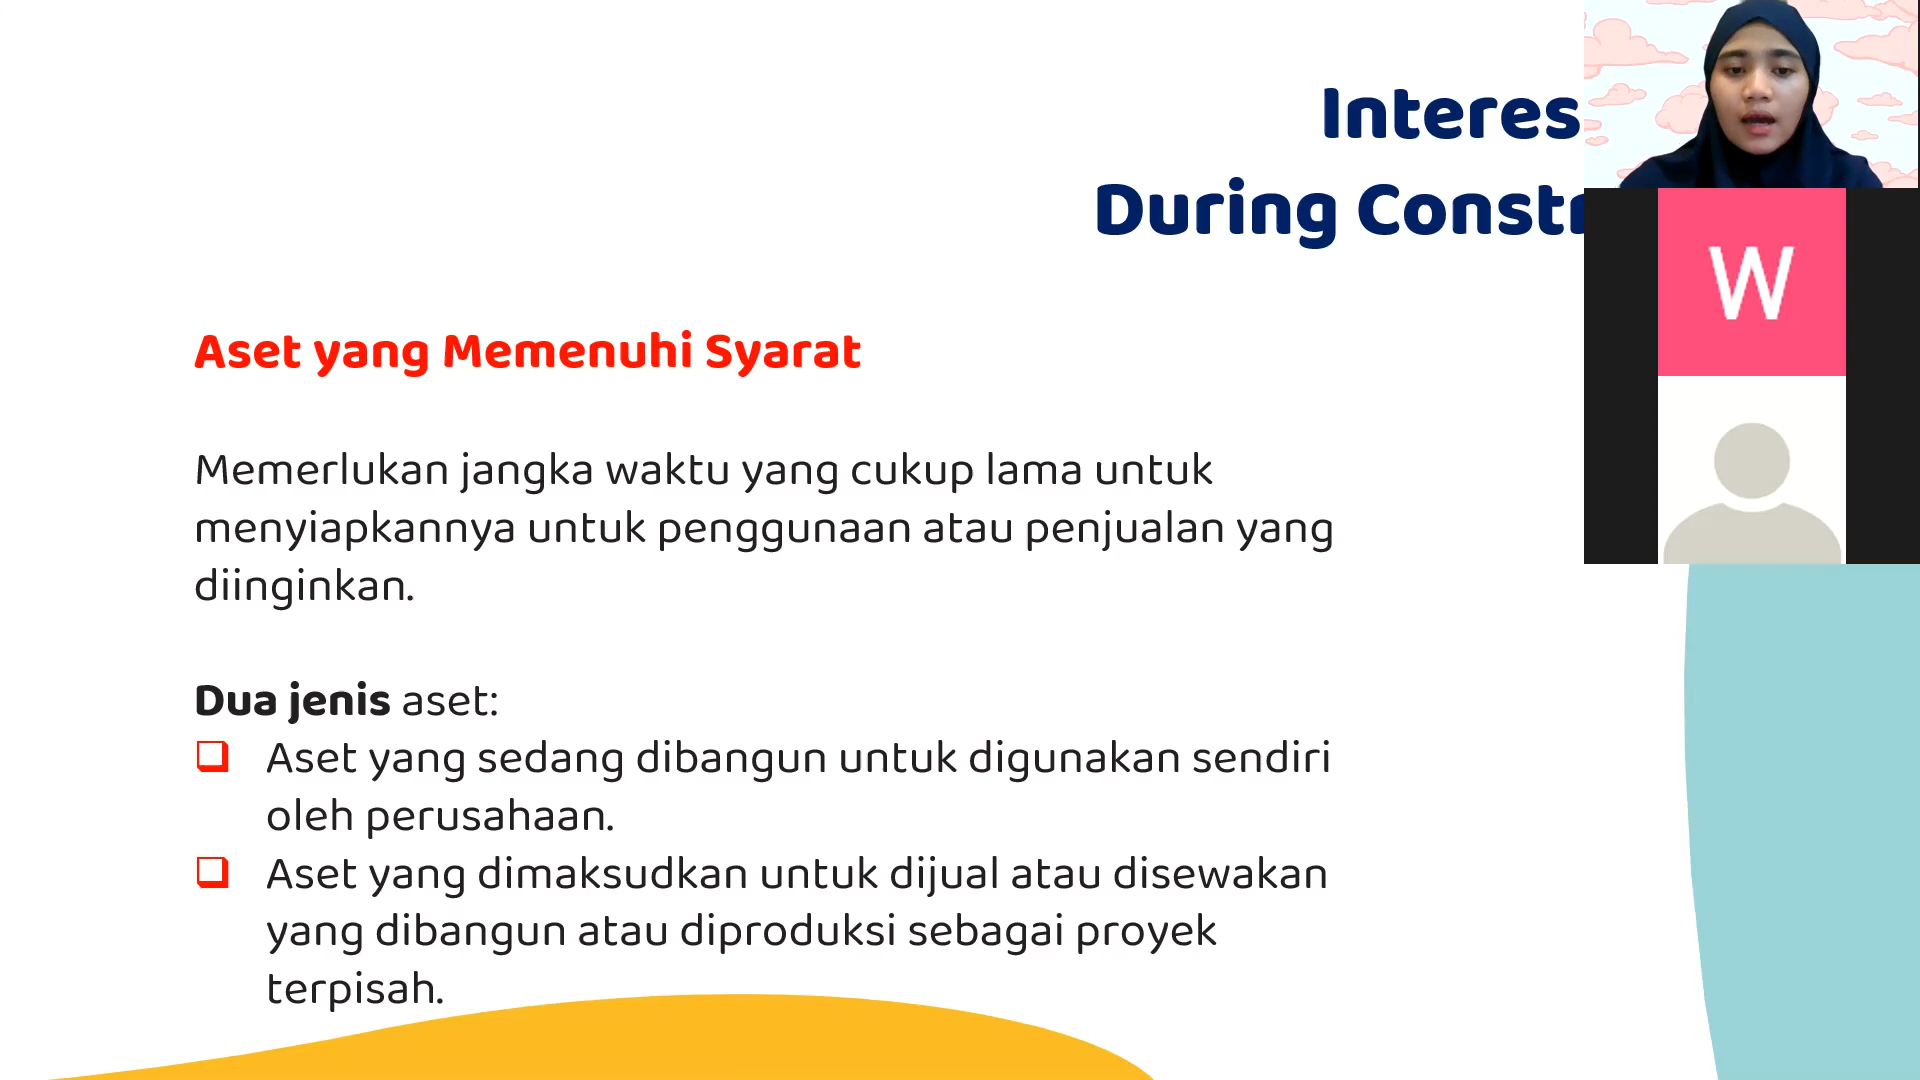 Interes
During Constr
Aset yang Memenuhi Syarat
Memerlukan jangka waktu yang cukup lama untuk
menyiapkannya untuk penggunaan atau penjualan yang
diinginkan.
Dua jenis aset:
Aset yang sedang dibangun untuk digunakan sendiri
oleh perusahaan.
Aset yang dimaksudkan untuk dijual atau disewakan
yang dibangun atau diproduksi sebagai proyek
terpisah.
W